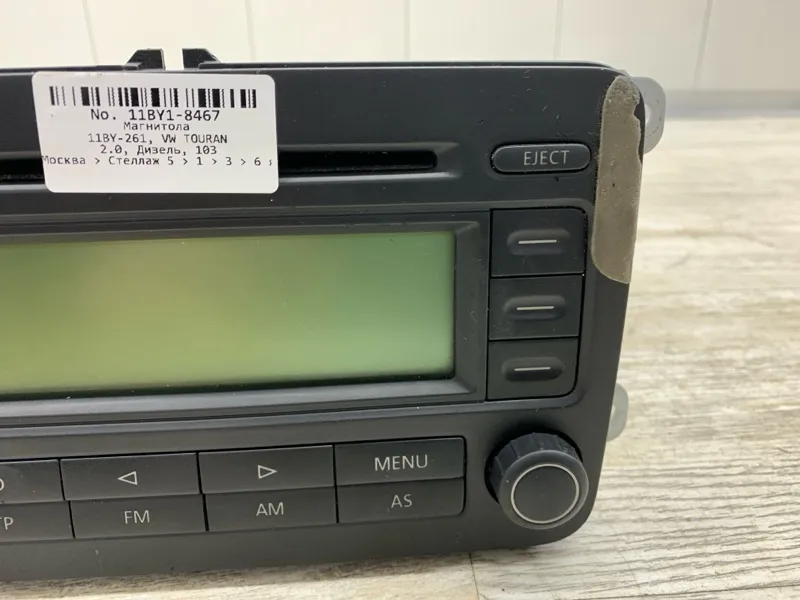 No. 11BY1-8467
Магнитола
11BY-261, VW TOURAN
2.0, Дизель, 103
Москва > Стеллаж 5 > 1 > 3 > 6
EJECT
MENU
TP
FM
AM
AS